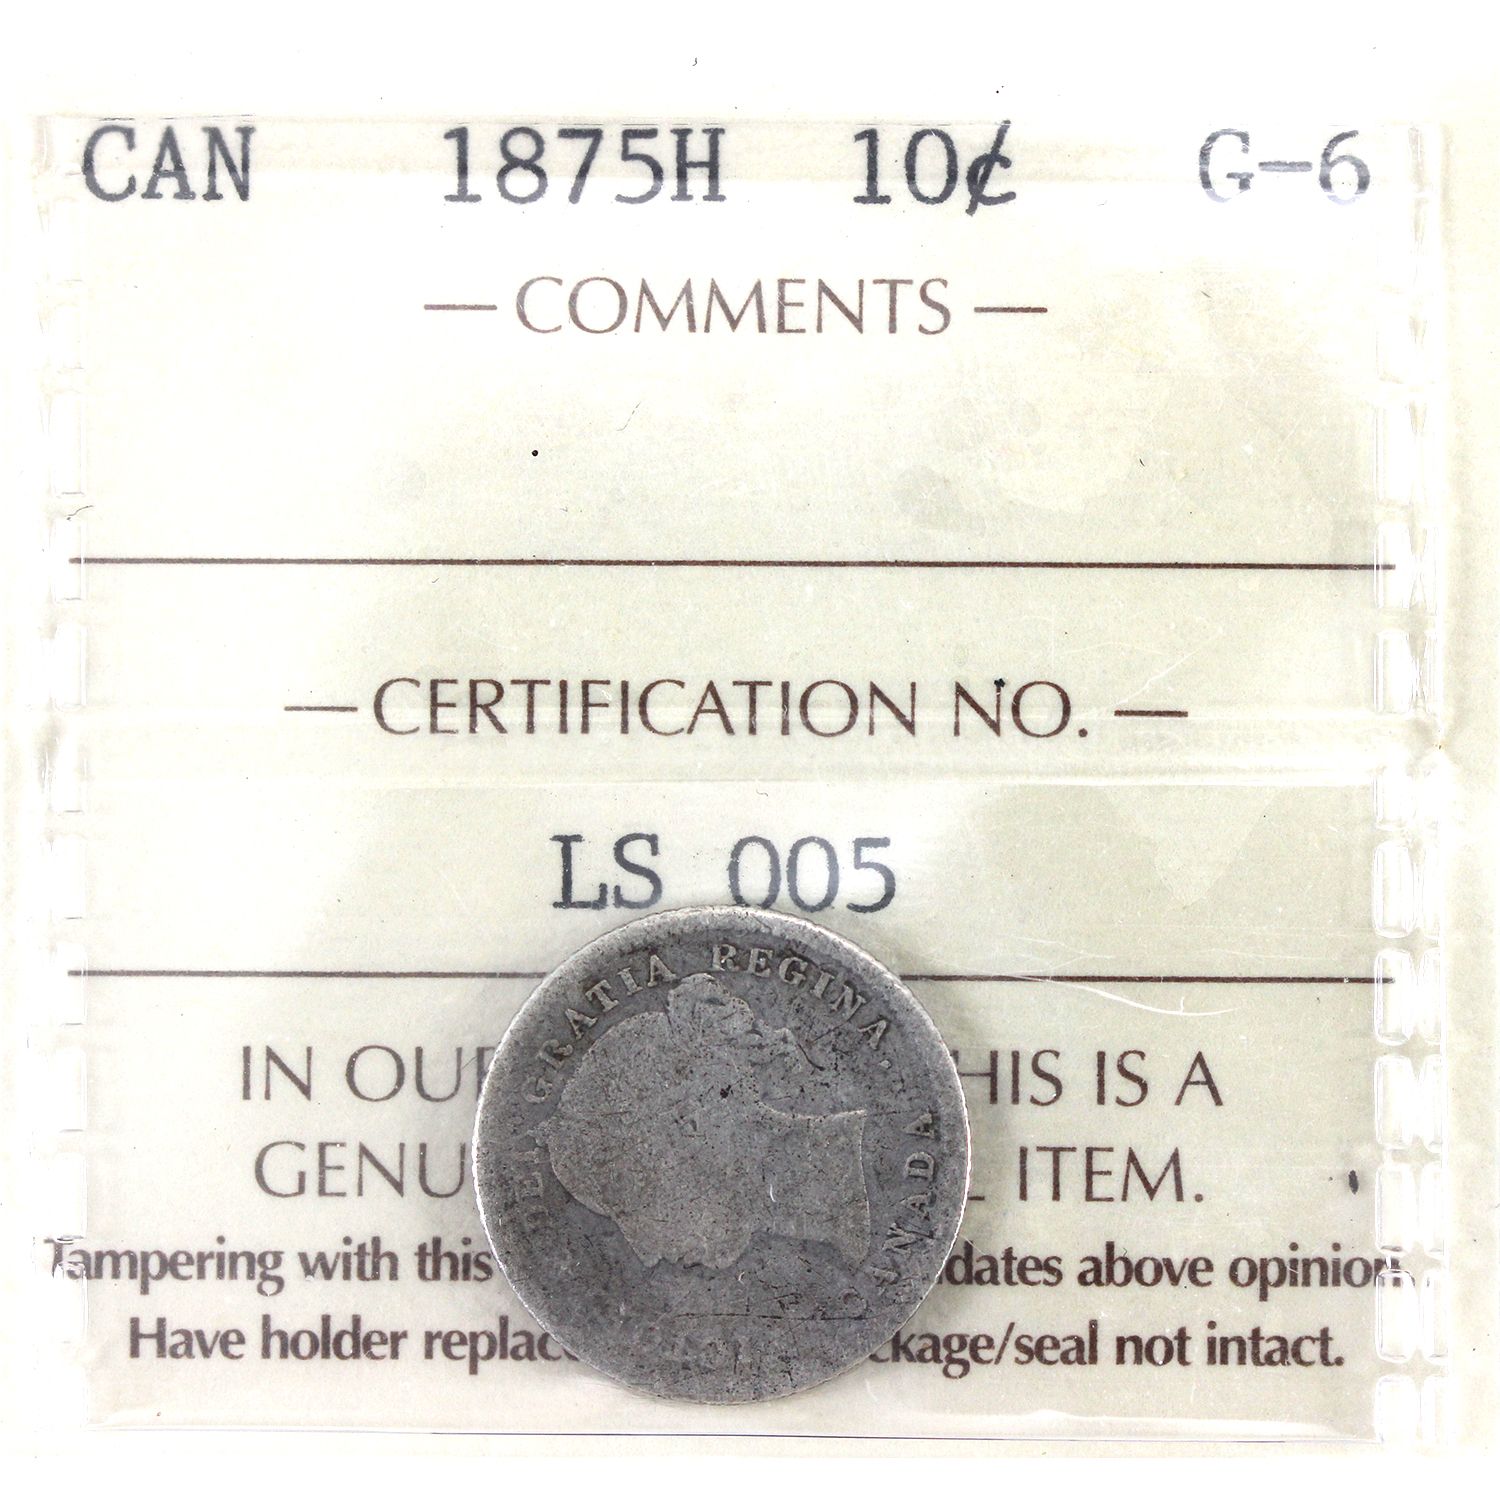 CAN 1875H 10¢ G-6
— COMMENTS —
— CERTIFICATION NO. —
LS 005
DEI GRATIA REGINA. CANADA
IN OU HIS IS A
GENU ITEM.
Tampering with this dates above opinion.
Have holder replac ckage/seal not intact.